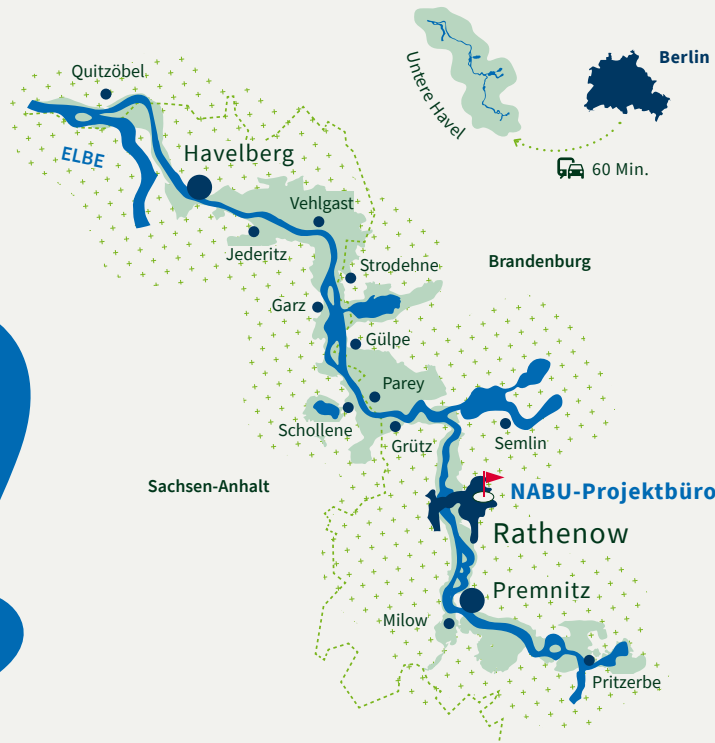 Berlin
Untere Havel
60 Min.
Quitzöbel
ELBE
Havelberg
Vehlgast
Jederitz
Strodehne
Brandenburg
Garz
Gülpe
Parey
Schollene
Grütz
Semlin
Sachsen-Anhalt
NABU-Projektbüro
Rathenow
Premnitz
Milow
Pritzerbe